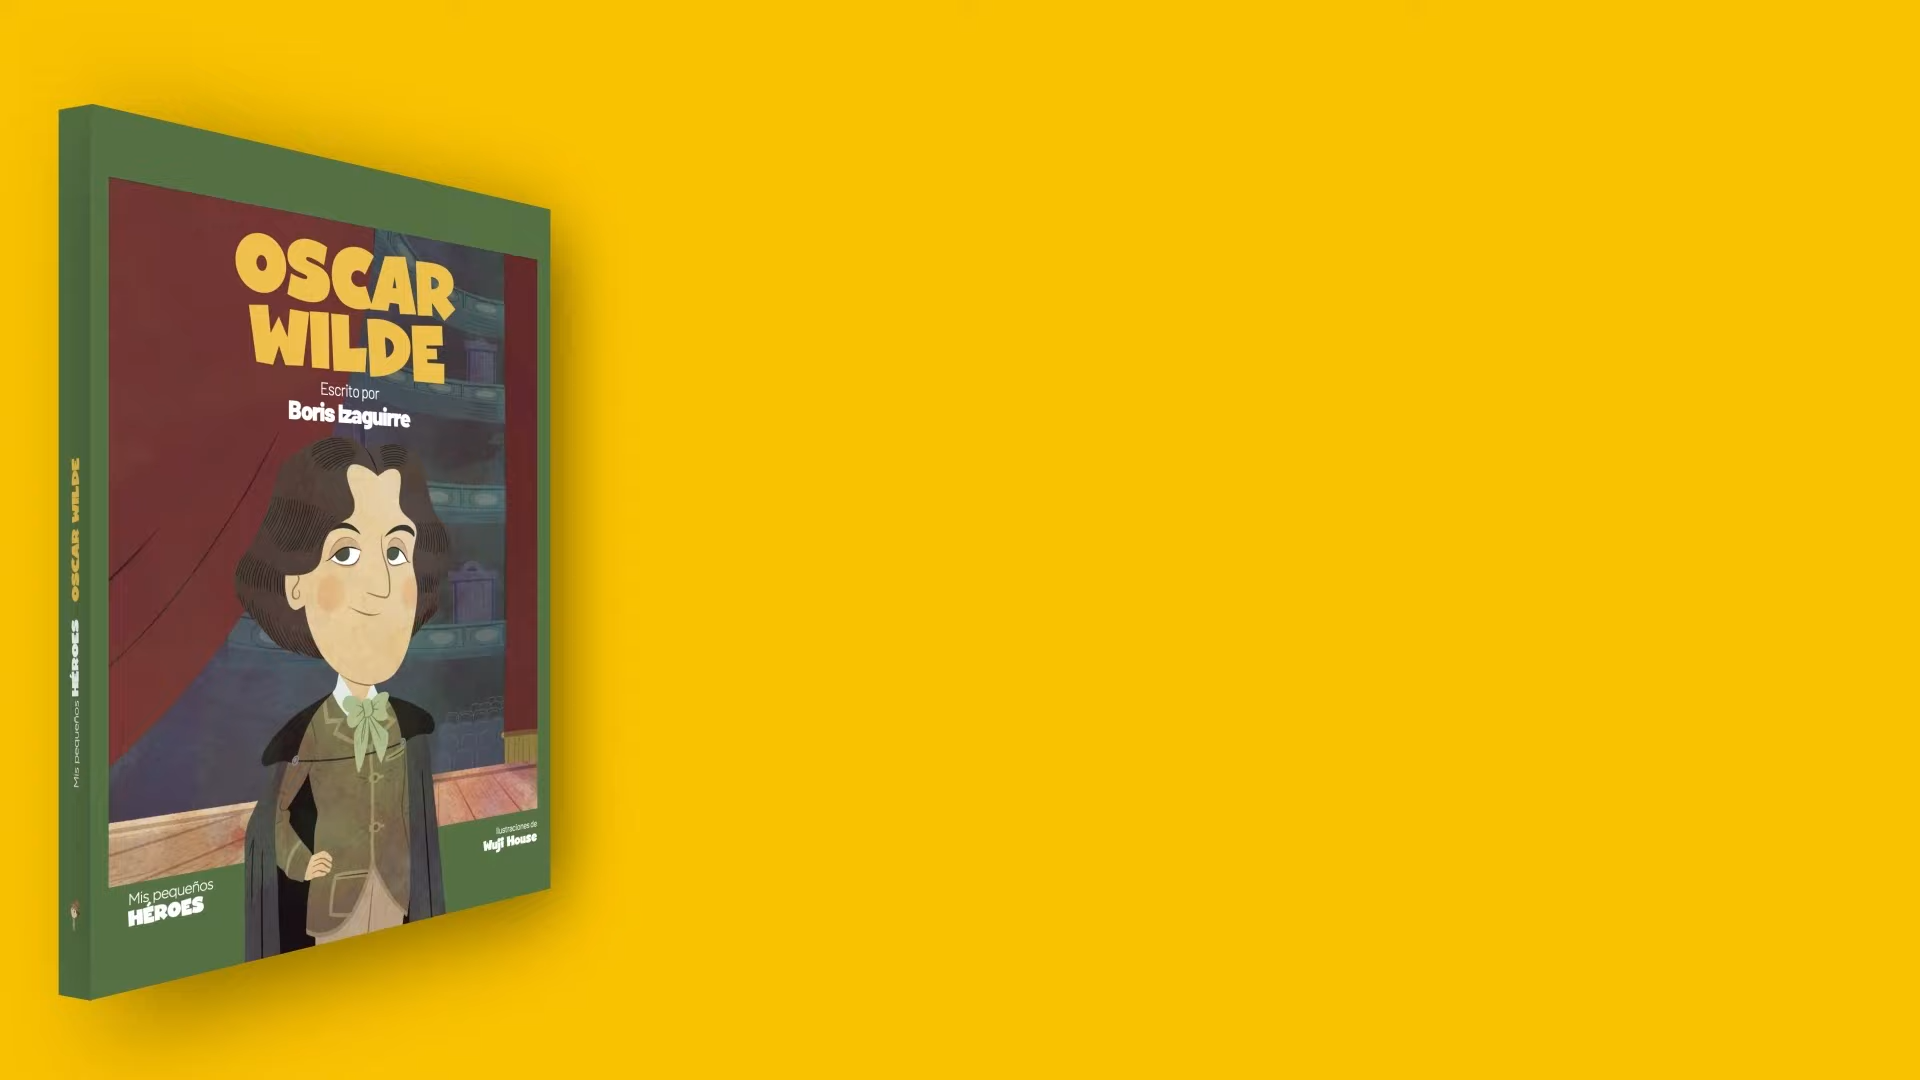 OSCAR
WILDE
Escrito por
Boris Izaguirre
Ilustraciones de
Wuji House
Mis pequeños
HÉROES
Mis pequeños HÉROES OSCAR WILDE